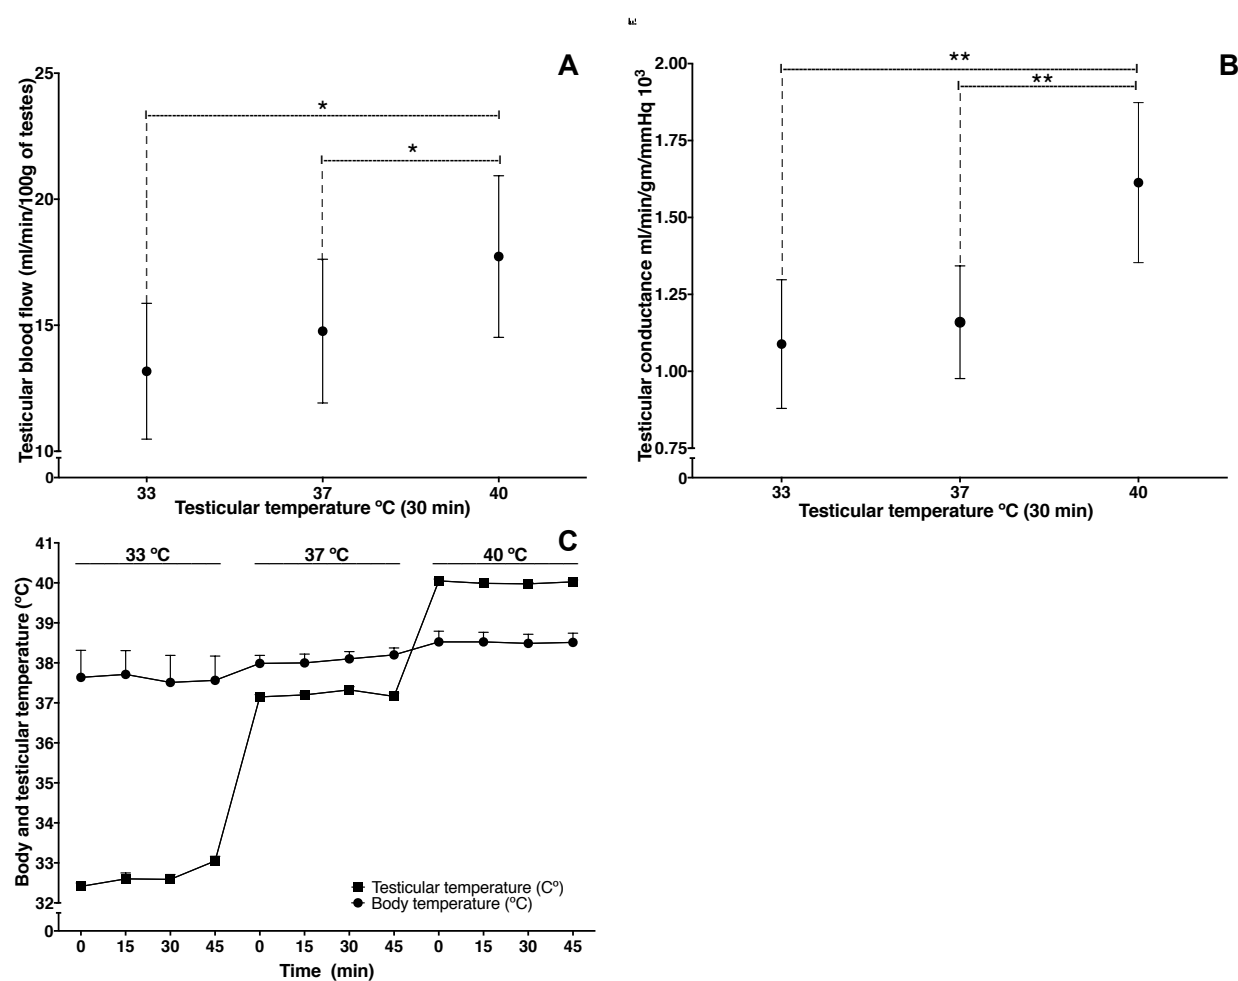 A
Testicular blood flow (ml/min/100g of testes)
25
20
15
10
0
*
*
33 37 40
Testicular temperature ºC (30 min)
B
Testicular conductance ml/min/gm/mmHq 10³
2.00
1.75
1.50
1.25
1.00
0.75
0
**
**
33 37 40
Testicular temperature ºC (30 min)
C
Body and testicular temperature (ºC)
41
40
39
38
37
36
35
34
33
32
0
33 ºC 37 ºC 40 ºC
Testicular temperature (Cº)
Body temperature (ºC)
0 15 30 45 0 15 30 45 0 15 30 45
Time (min)